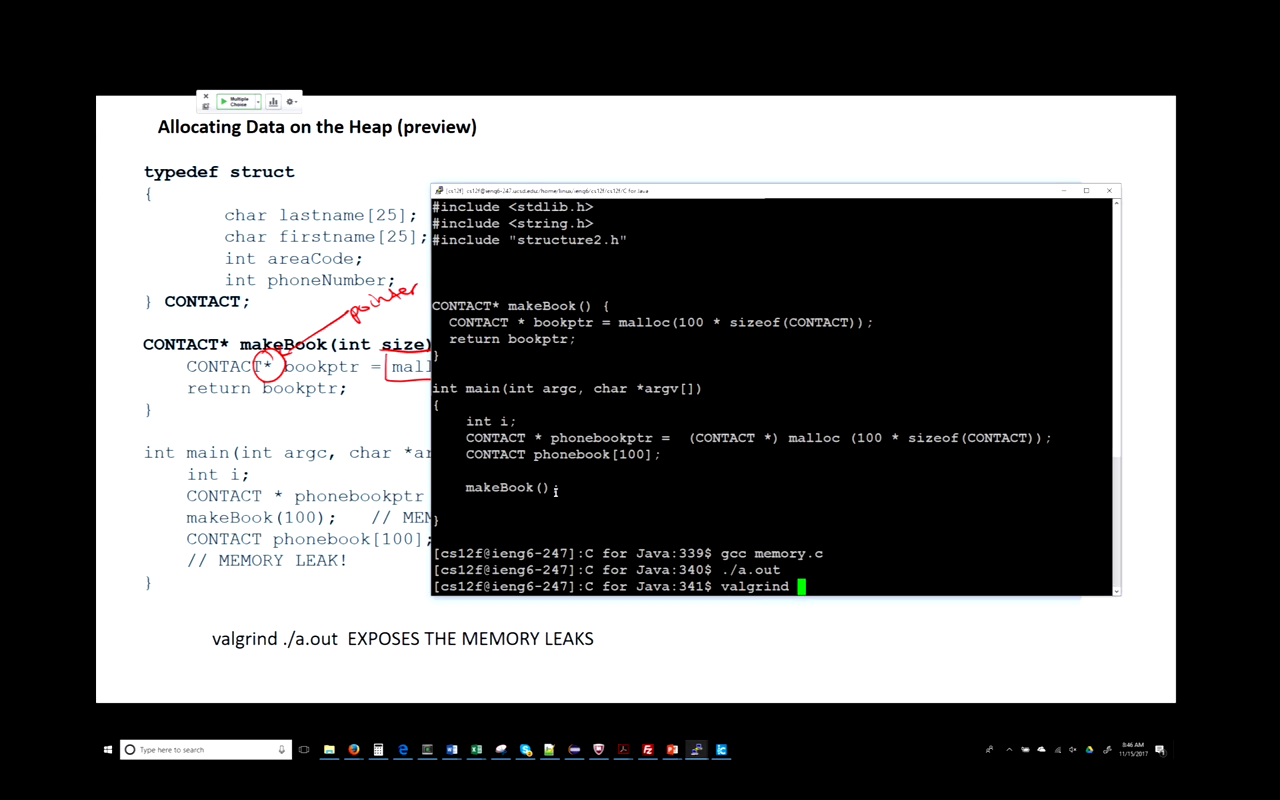 Multiple
Choice
Allocating Data on the Heap (preview)
typedef struct
{
char lastname[25];
char firstname[25];
int areaCode;
int phoneNumber;
} CONTACT;
pointer
CONTACT* makeBook(int size)
CONTACT* bookptr = mall
return bookptr;
}
int main(int argc, char *ar
int i;
CONTACT * phonebookptr
makeBook(100); // MEM
CONTACT phonebook[100];
// MEMORY LEAK!
}
valgrind ./a.out EXPOSES THE MEMORY LEAKS
[cs12f] cs12f@ieng6-247.ucsd.edu:/home/linux/ieng6/cs12f/cs12f/C for Java
#include <stdlib.h>
#include <string.h>
#include "structure2.h"
CONTACT* makeBook() {
CONTACT * bookptr = malloc(100 * sizeof(CONTACT));
return bookptr;
}
int main(int argc, char *argv[])
{
int i;
CONTACT * phonebookptr = (CONTACT *) malloc (100 * sizeof(CONTACT));
CONTACT phonebook[100];
makeBook();
}
[cs12f@ieng6-247]:C for Java:339$ gcc memory.c
[cs12f@ieng6-247]:C for Java:340$ ./a.out
[cs12f@ieng6-247]:C for Java:341$ valgrind
Type here to search
8:46 AM
11/15/2017